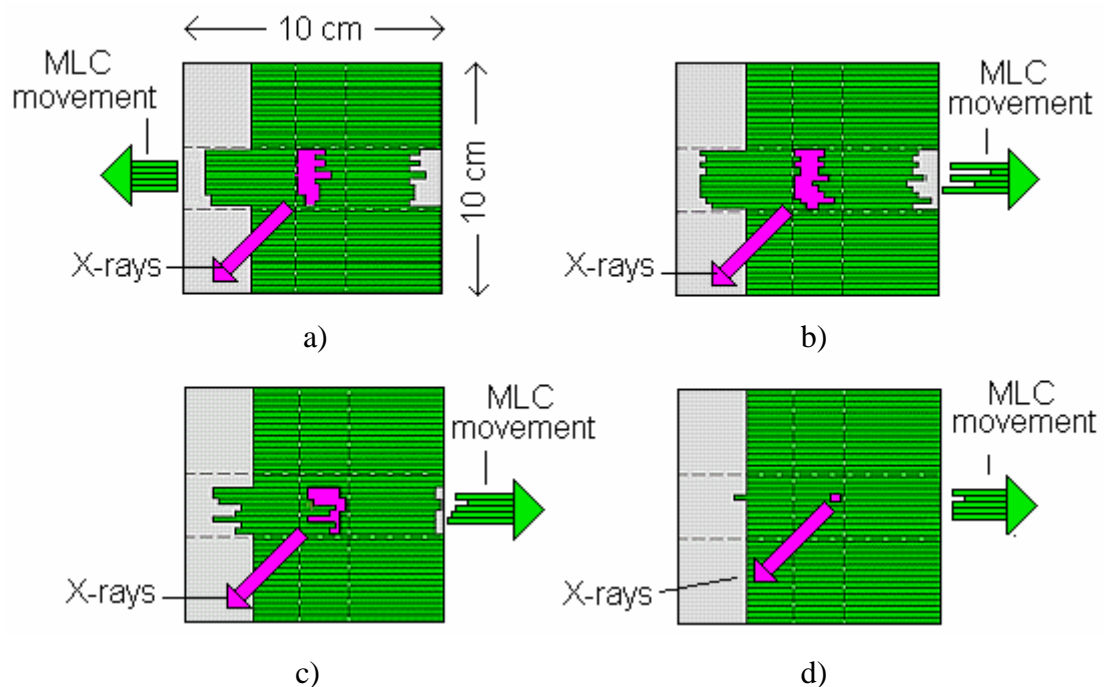 10 cm
MLC
movement
10 cm
X-rays
a)
MLC
movement
X-rays
b)
MLC
movement
X-rays
c)
MLC
movement
X-rays
d)